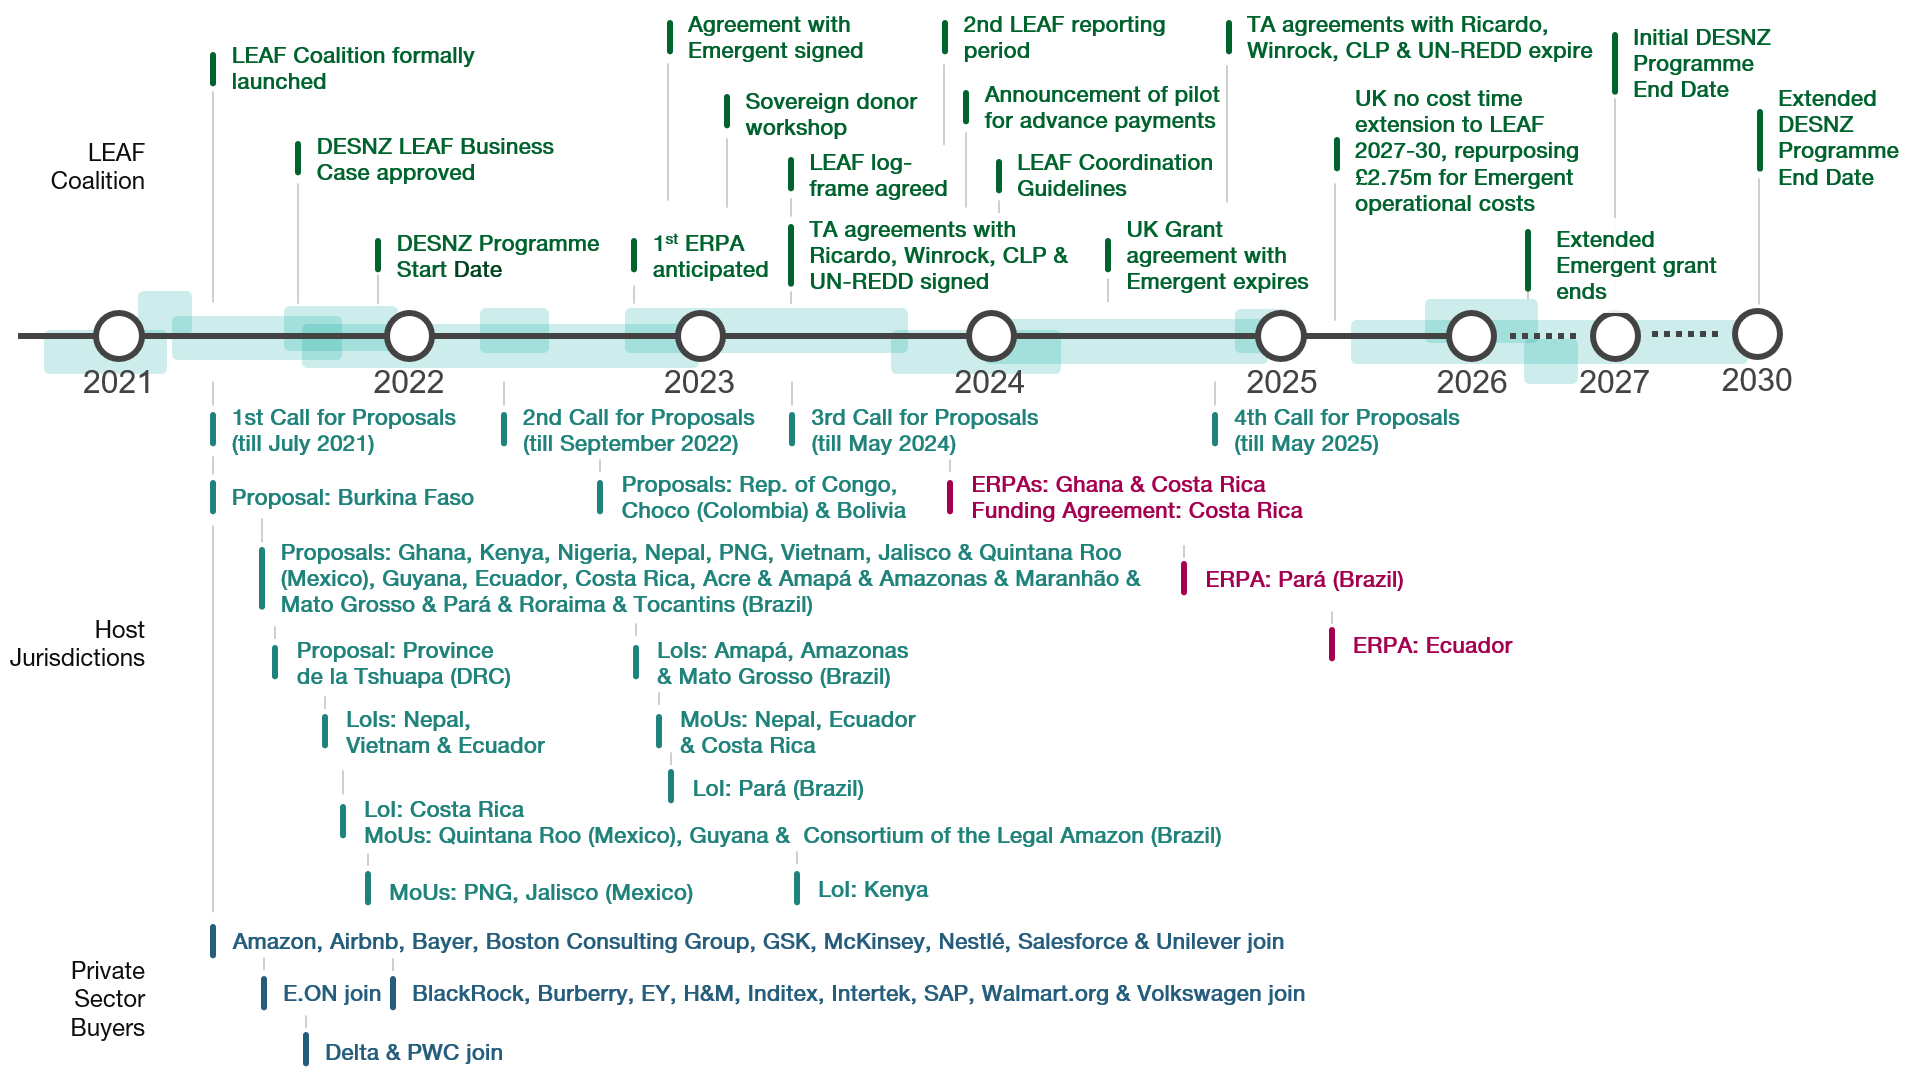 LEAF Coalition formally
launched
DESNZ LEAF Business
Case approved
DESNZ Programme
Start Date
Agreement with
Emergent signed
Sovereign donor
workshop
LEAF log-
frame agreed
1st ERPA
anticipated
TA agreements with
Ricardo, Winrock, CLP &
UN-REDD signed
2nd LEAF reporting
period
Announcement of pilot
for advance payments
LEAF Coordination
Guidelines
UK Grant
agreement with
Emergent expires
TA agreements with Ricardo,
Winrock, CLP & UN-REDD expire
UK no cost time
extension to LEAF
2027-30, repurposing
£2.75m for Emergent
operational costs
Extended
Emergent grant
ends
Initial DESNZ
Programme
End Date
Extended
DESNZ
Programme
End Date
LEAF
Coalition
2021
2022
2023
2024
2025
2026
2027
2030
1st Call for Proposals
(till July 2021)
2nd Call for Proposals
(till September 2022)
3rd Call for Proposals
(till May 2024)
4th Call for Proposals
(till May 2025)
Proposal: Burkina Faso
Proposals: Rep. of Congo,
Choco (Colombia) & Bolivia
ERPAs: Ghana & Costa Rica
Funding Agreement: Costa Rica
Proposals: Ghana, Kenya, Nigeria, Nepal, PNG, Vietnam, Jalisco & Quintana Roo
(Mexico), Guyana, Ecuador, Costa Rica, Acre & Amapá & Amazonas & Maranhão &
Mato Grosso & Pará & Roraima & Tocantins (Brazil)
ERPA: Pará (Brazil)
Host
Jurisdictions
Proposal: Province
de la Tshuapa (DRC)
LoIs: Amapá, Amazonas
& Mato Grosso (Brazil)
ERPA: Ecuador
LoIs: Nepal,
Vietnam & Ecuador
MoUs: Nepal, Ecuador
& Costa Rica
LoI: Pará (Brazil)
LoI: Costa Rica
MoUs: Quintana Roo (Mexico), Guyana & Consortium of the Legal Amazon (Brazil)
MoUs: PNG, Jalisco (Mexico)
LoI: Kenya
Private
Sector
Buyers
Amazon, Airbnb, Bayer, Boston Consulting Group, GSK, McKinsey, Nestlé, Salesforce & Unilever join
E.ON join
BlackRock, Burberry, EY, H&M, Inditex, Intertek, SAP, Walmart.org & Volkswagen join
Delta & PWC join